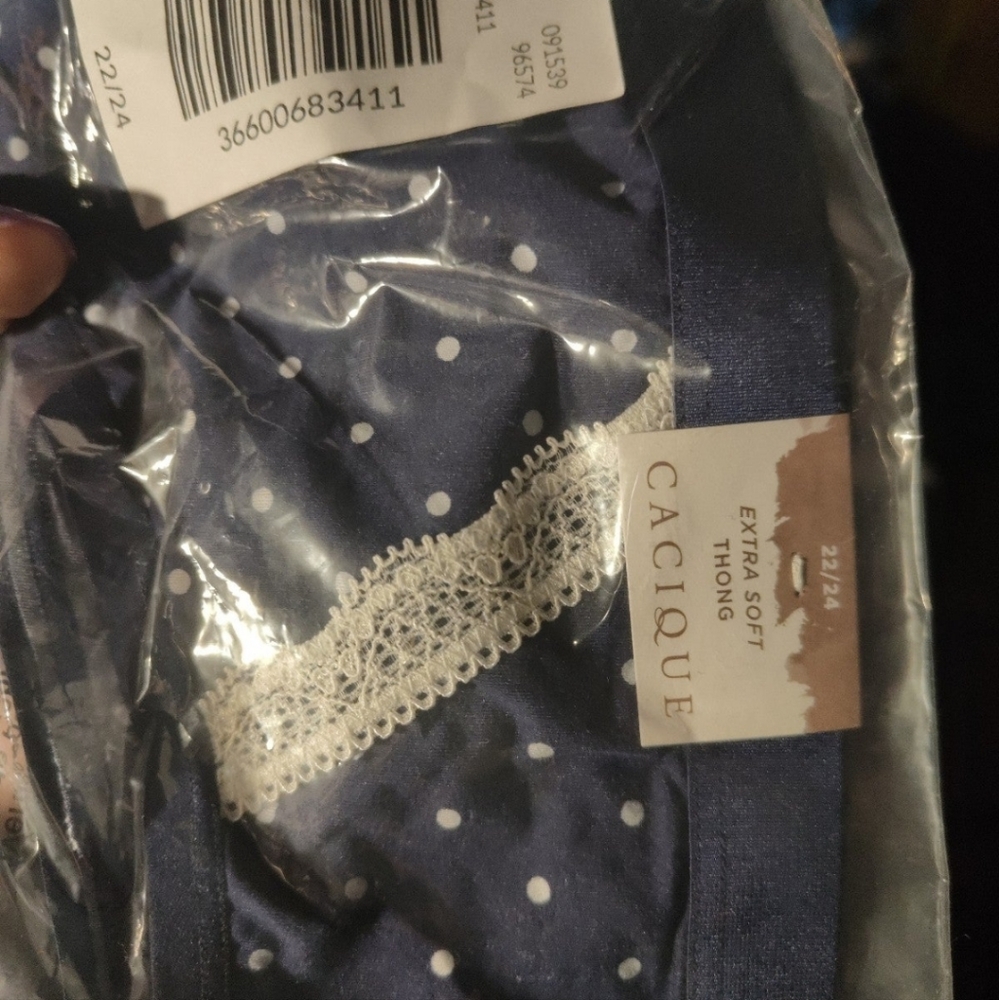 22/24
36600683411
411
091539
96574
CACIQUE
EXTRA SOFT
THONG
22/24